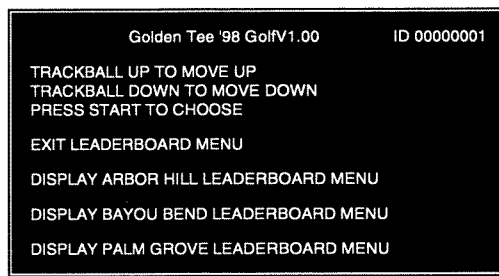 Golden Tee '98 GolfV1.00 ID 00000001
TRACKBALL UP TO MOVE UP
TRACKBALL DOWN TO MOVE DOWN
PRESS START TO CHOOSE
EXIT LEADERBOARD MENU
DISPLAY ARBOR HILL LEADERBOARD MENU
DISPLAY BAYOU BEND LEADERBOARD MENU
DISPLAY PALM GROVE LEADERBOARD MENU